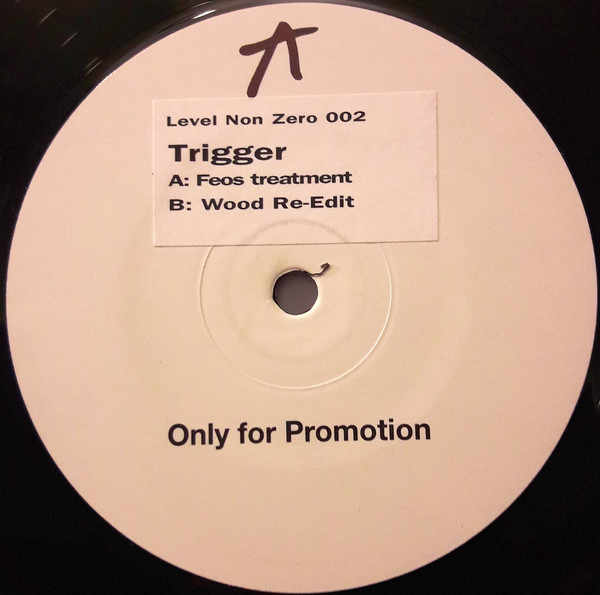 A
Level Non Zero 002
Trigger
A: Feos treatment
B: Wood Re-Edit
Only for Promotion